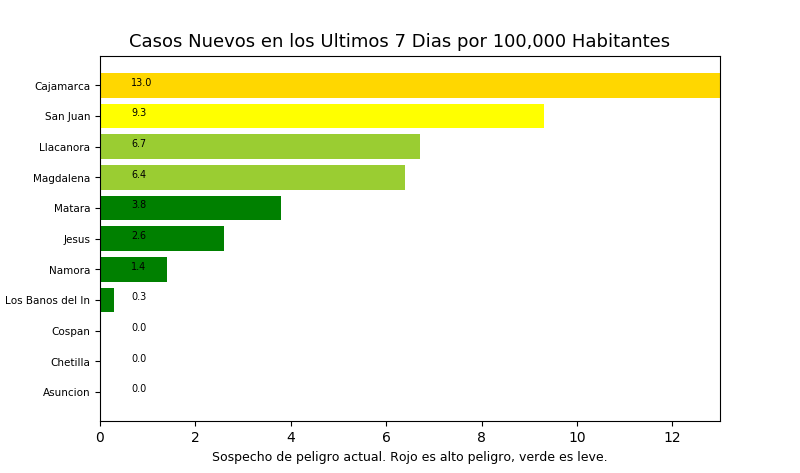 Casos Nuevos en los Ultimos 7 Dias por 100,000 Habitantes
Cajamarca 13.0
San Juan 9.3
Llacanora 6.7
Magdalena 6.4
Matara 3.8
Jesus 2.6
Namora 1.4
Los Banos del In 0.3
Cospan 0.0
Chetilla 0.0
Asuncion 0.0
0 2 4 6 8 10 12
Sospecho de peligro actual. Rojo es alto peligro, verde es leve.